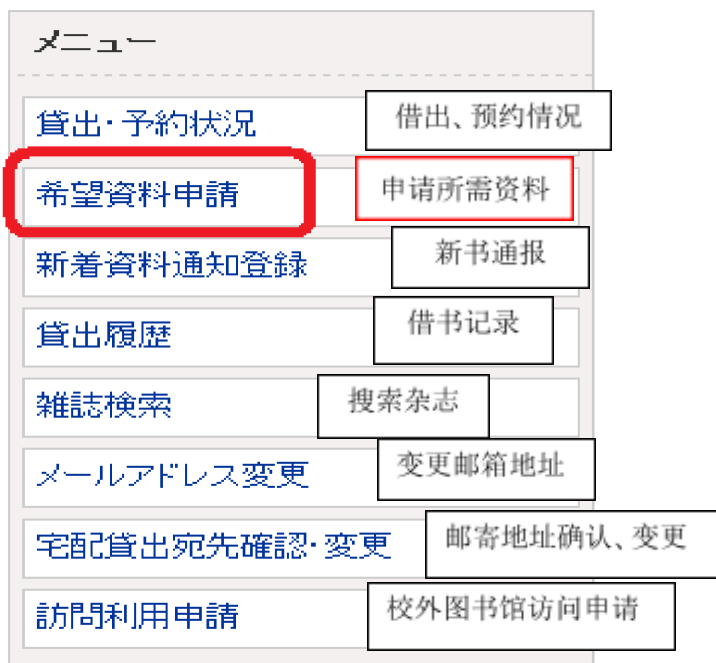 メニュー
貸出・予約状況
借出、预约情况
希望資料申請
申请所需资料
新着資料通知登録
新书通报
貸出履歴
借书记录
雑誌検索
搜索杂志
メールアドレス変更
变更邮箱地址
宅配貸出宛先確認・変更
邮寄地址确认、变更
訪問利用申請
校外图书馆访问申请